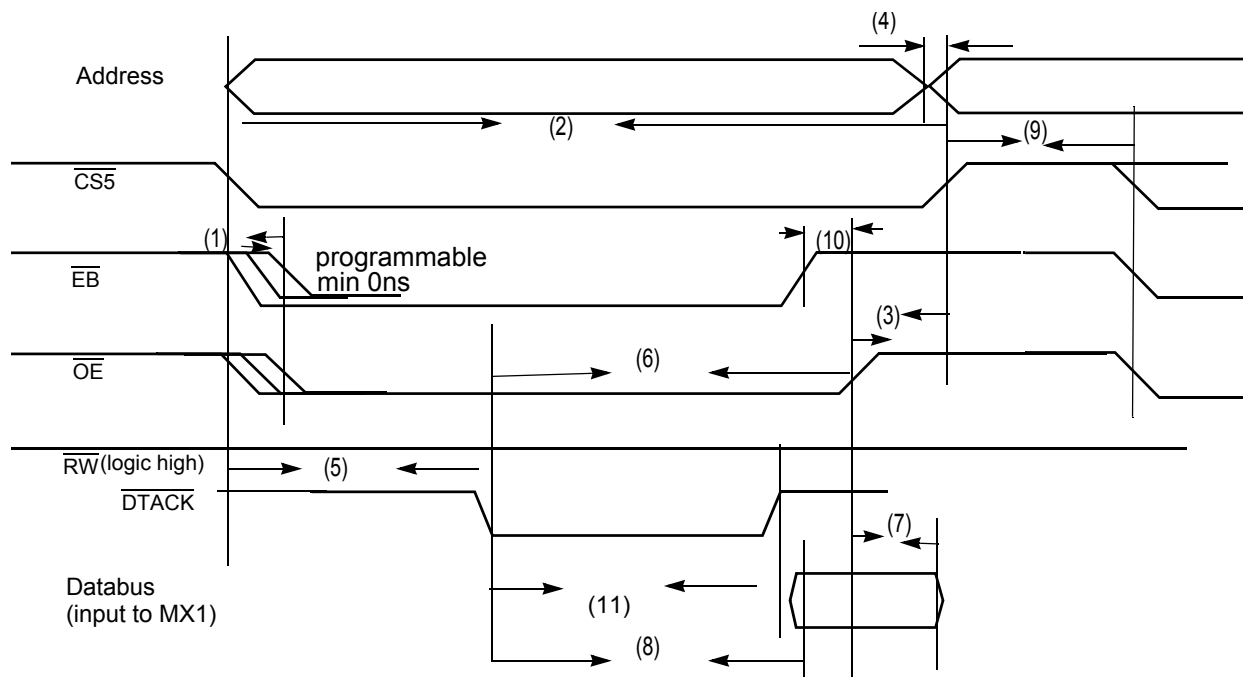 (4)
Address
(2)
(9)
CS5
(1)
programmable
min 0ns
(10)
EB
(3)
(6)
OE
RW(logic high)
(5)
DTACK
(7)
Databus
(input to MX1)
(11)
(8)